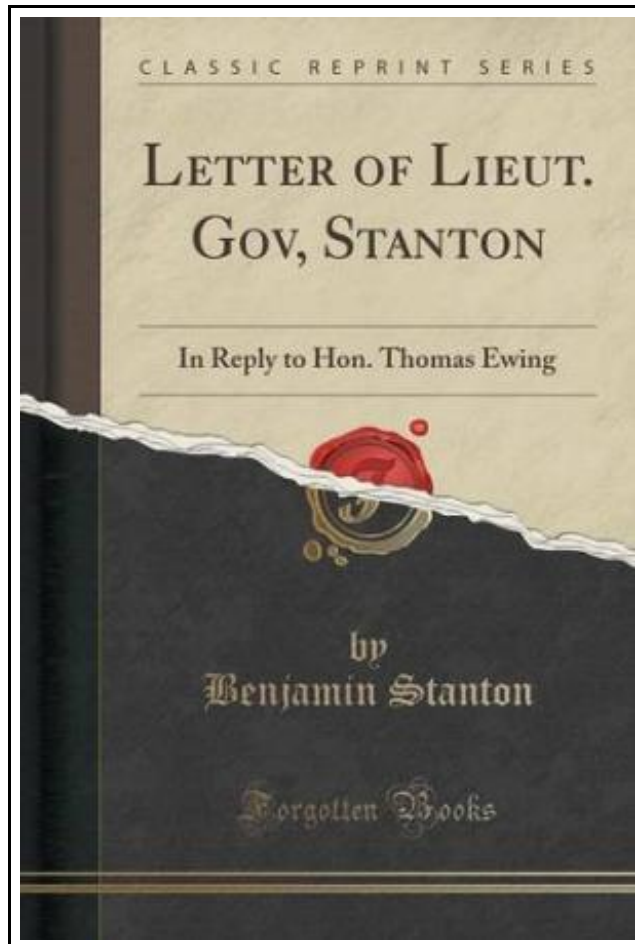 CLASSIC REPRINT SERIES
LETTER OF LIEUT.
GOV, STANTON
In Reply to Hon. Thomas Ewing
by
Benjamin Stanton
Forgotten Books